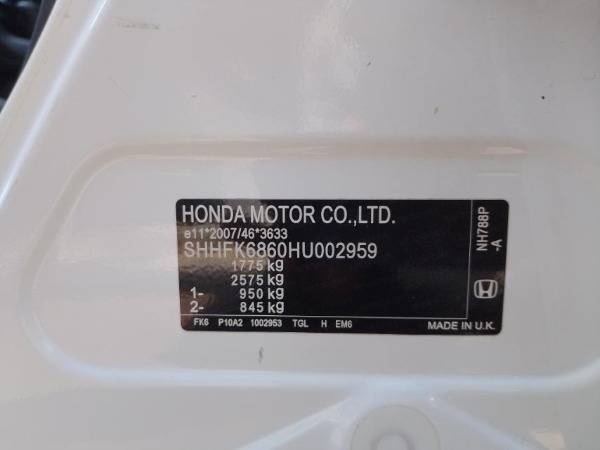 HONDA MOTOR CO.,LTD.
e11*2007/46*3633
SHHFK6860HU002959
1775 kg
2575 kg
1- 950 kg
2- 845 kg
FK6 P10A2 1002953 TGL H EM6
NH788P
-A
MADE IN U.K.